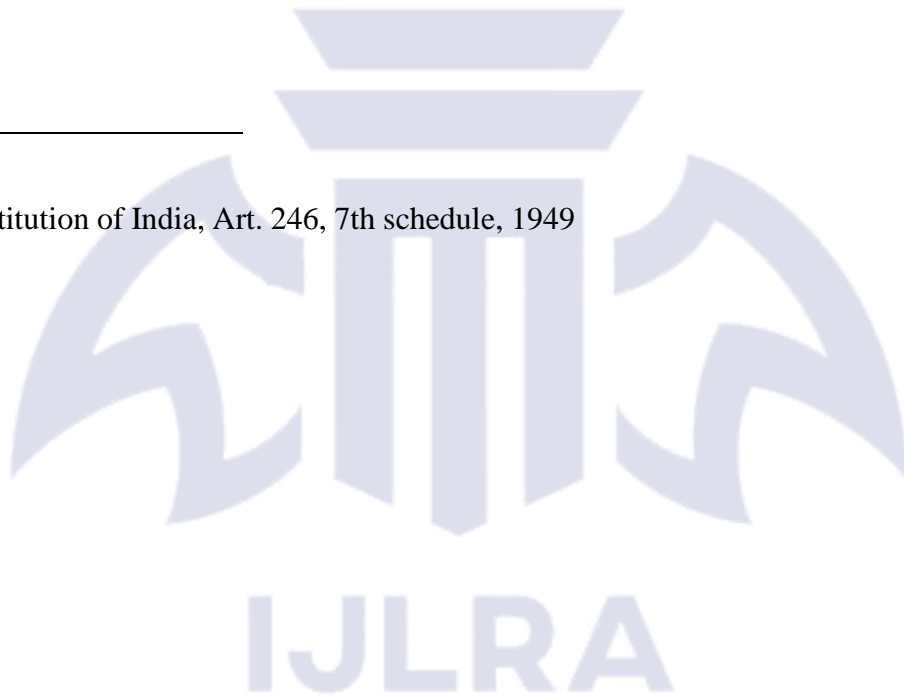 titution of India, Art. 246, 7th schedule, 1949
IJLRA